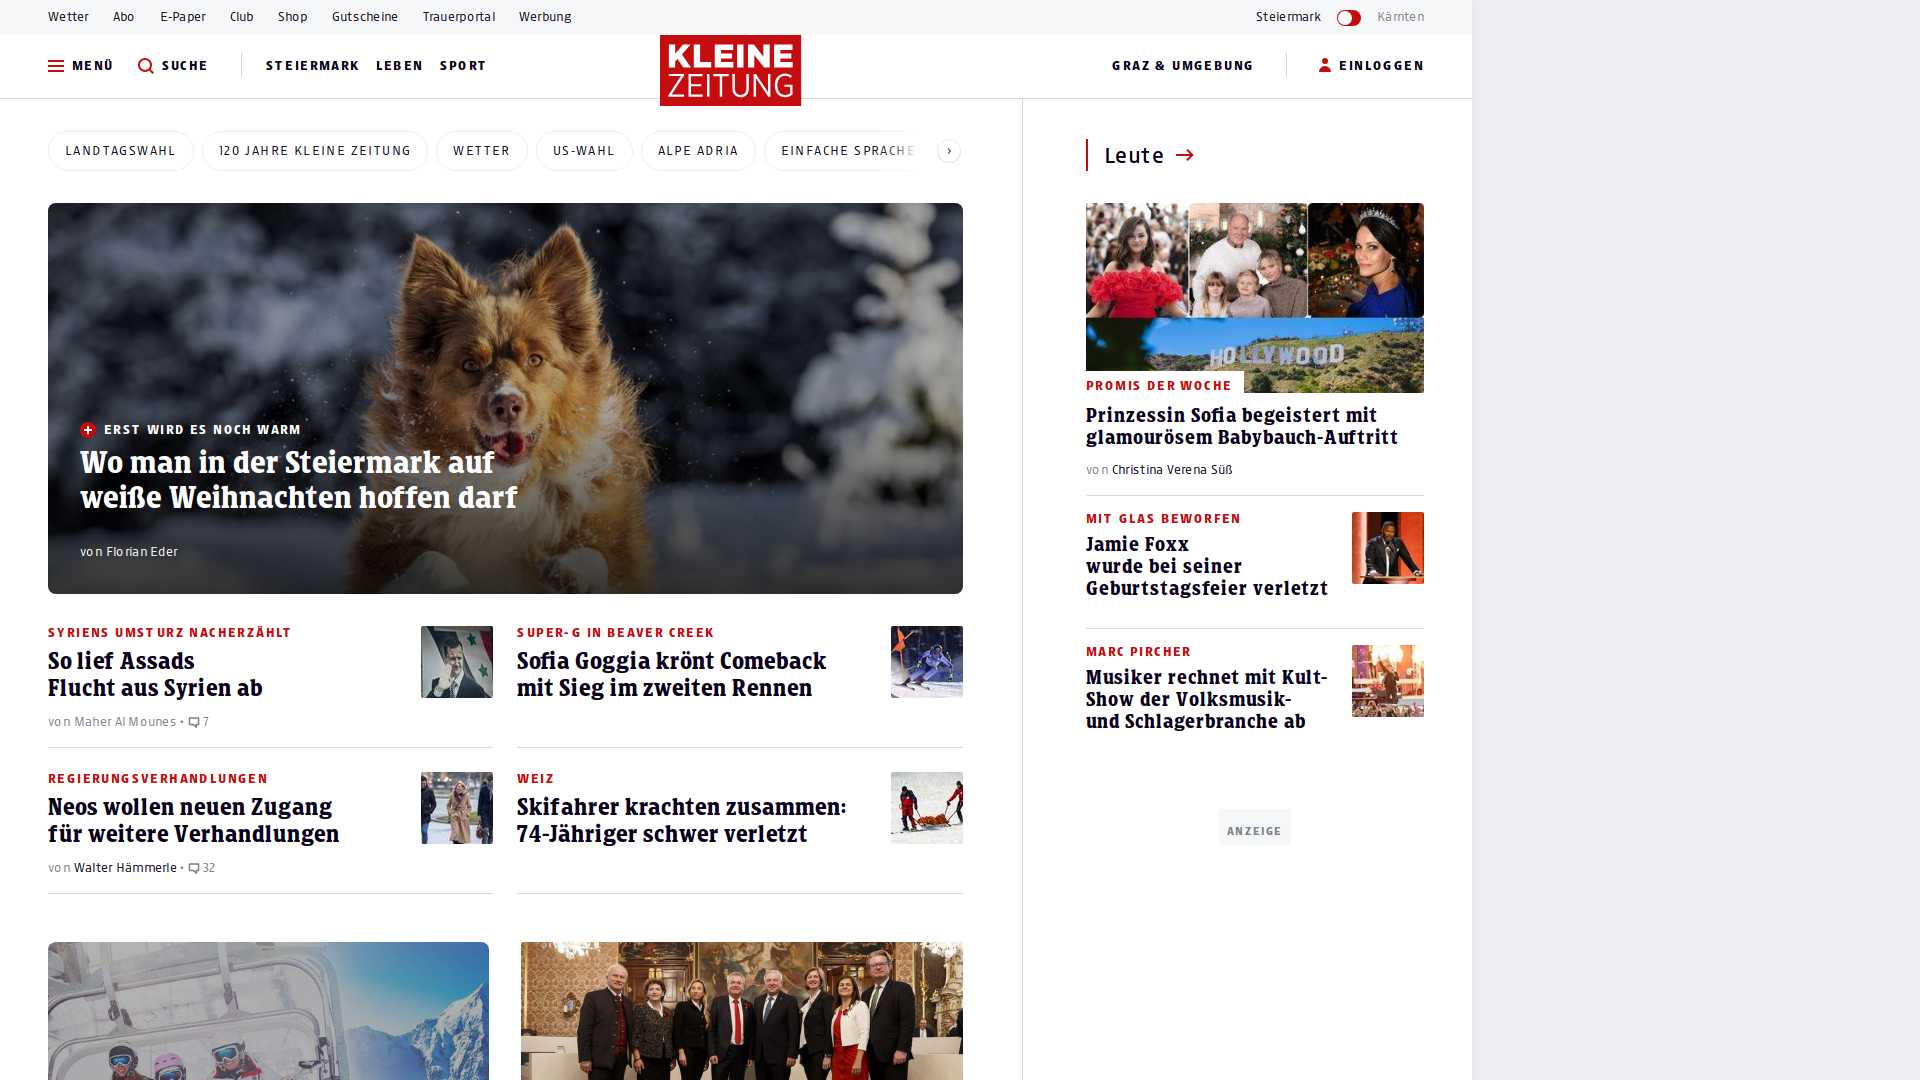 Wetter Abo E-Paper Club Shop Gutscheine Trauerportal Werbung
Steiermark Kärnten
MENÜ SUCHE STEIERMARK LEBEN SPORT
KLEINE
ZEITUNG
GRAZ & UMGEBUNG EINLOGGEN
LANDTAGSWAHL 120 JAHRE KLEINE ZEITUNG WETTER US-WAHL ALPE ADRIA EINFACHE SPRACHE
ERST WIRD ES NOCH WARM
Wo man in der Steiermark auf
weiße Weihnachten hoffen darf
von Florian Eder
SYRIENS UMSTURZ NACHERZÄHLT
So lief Assads
Flucht aus Syrien ab
von Maher Al Mounes • 7
SUPER-G IN BEAVER CREEK
Sofia Goggia krönt Comeback
mit Sieg im zweiten Rennen
REGIERUNGSVERHANDLUNGEN
Neos wollen neuen Zugang
für weitere Verhandlungen
von Walter Hämmerle • 32
WEIZ
Skifahrer krachten zusammen:
74-Jähriger schwer verletzt
Leute →
HOLLYWOOD
PROMIS DER WOCHE
Prinzessin Sofia begeistert mit
glamourösem Babybauch-Auftritt
von Christina Verena Süß
MIT GLAS BEWORFEN
Jamie Foxx
wurde bei seiner
Geburtstagsfeier verletzt
MARC PIRCHER
Musiker rechnet mit Kult-
Show der Volksmusik-
und Schlagerbranche ab
ANZEIGE